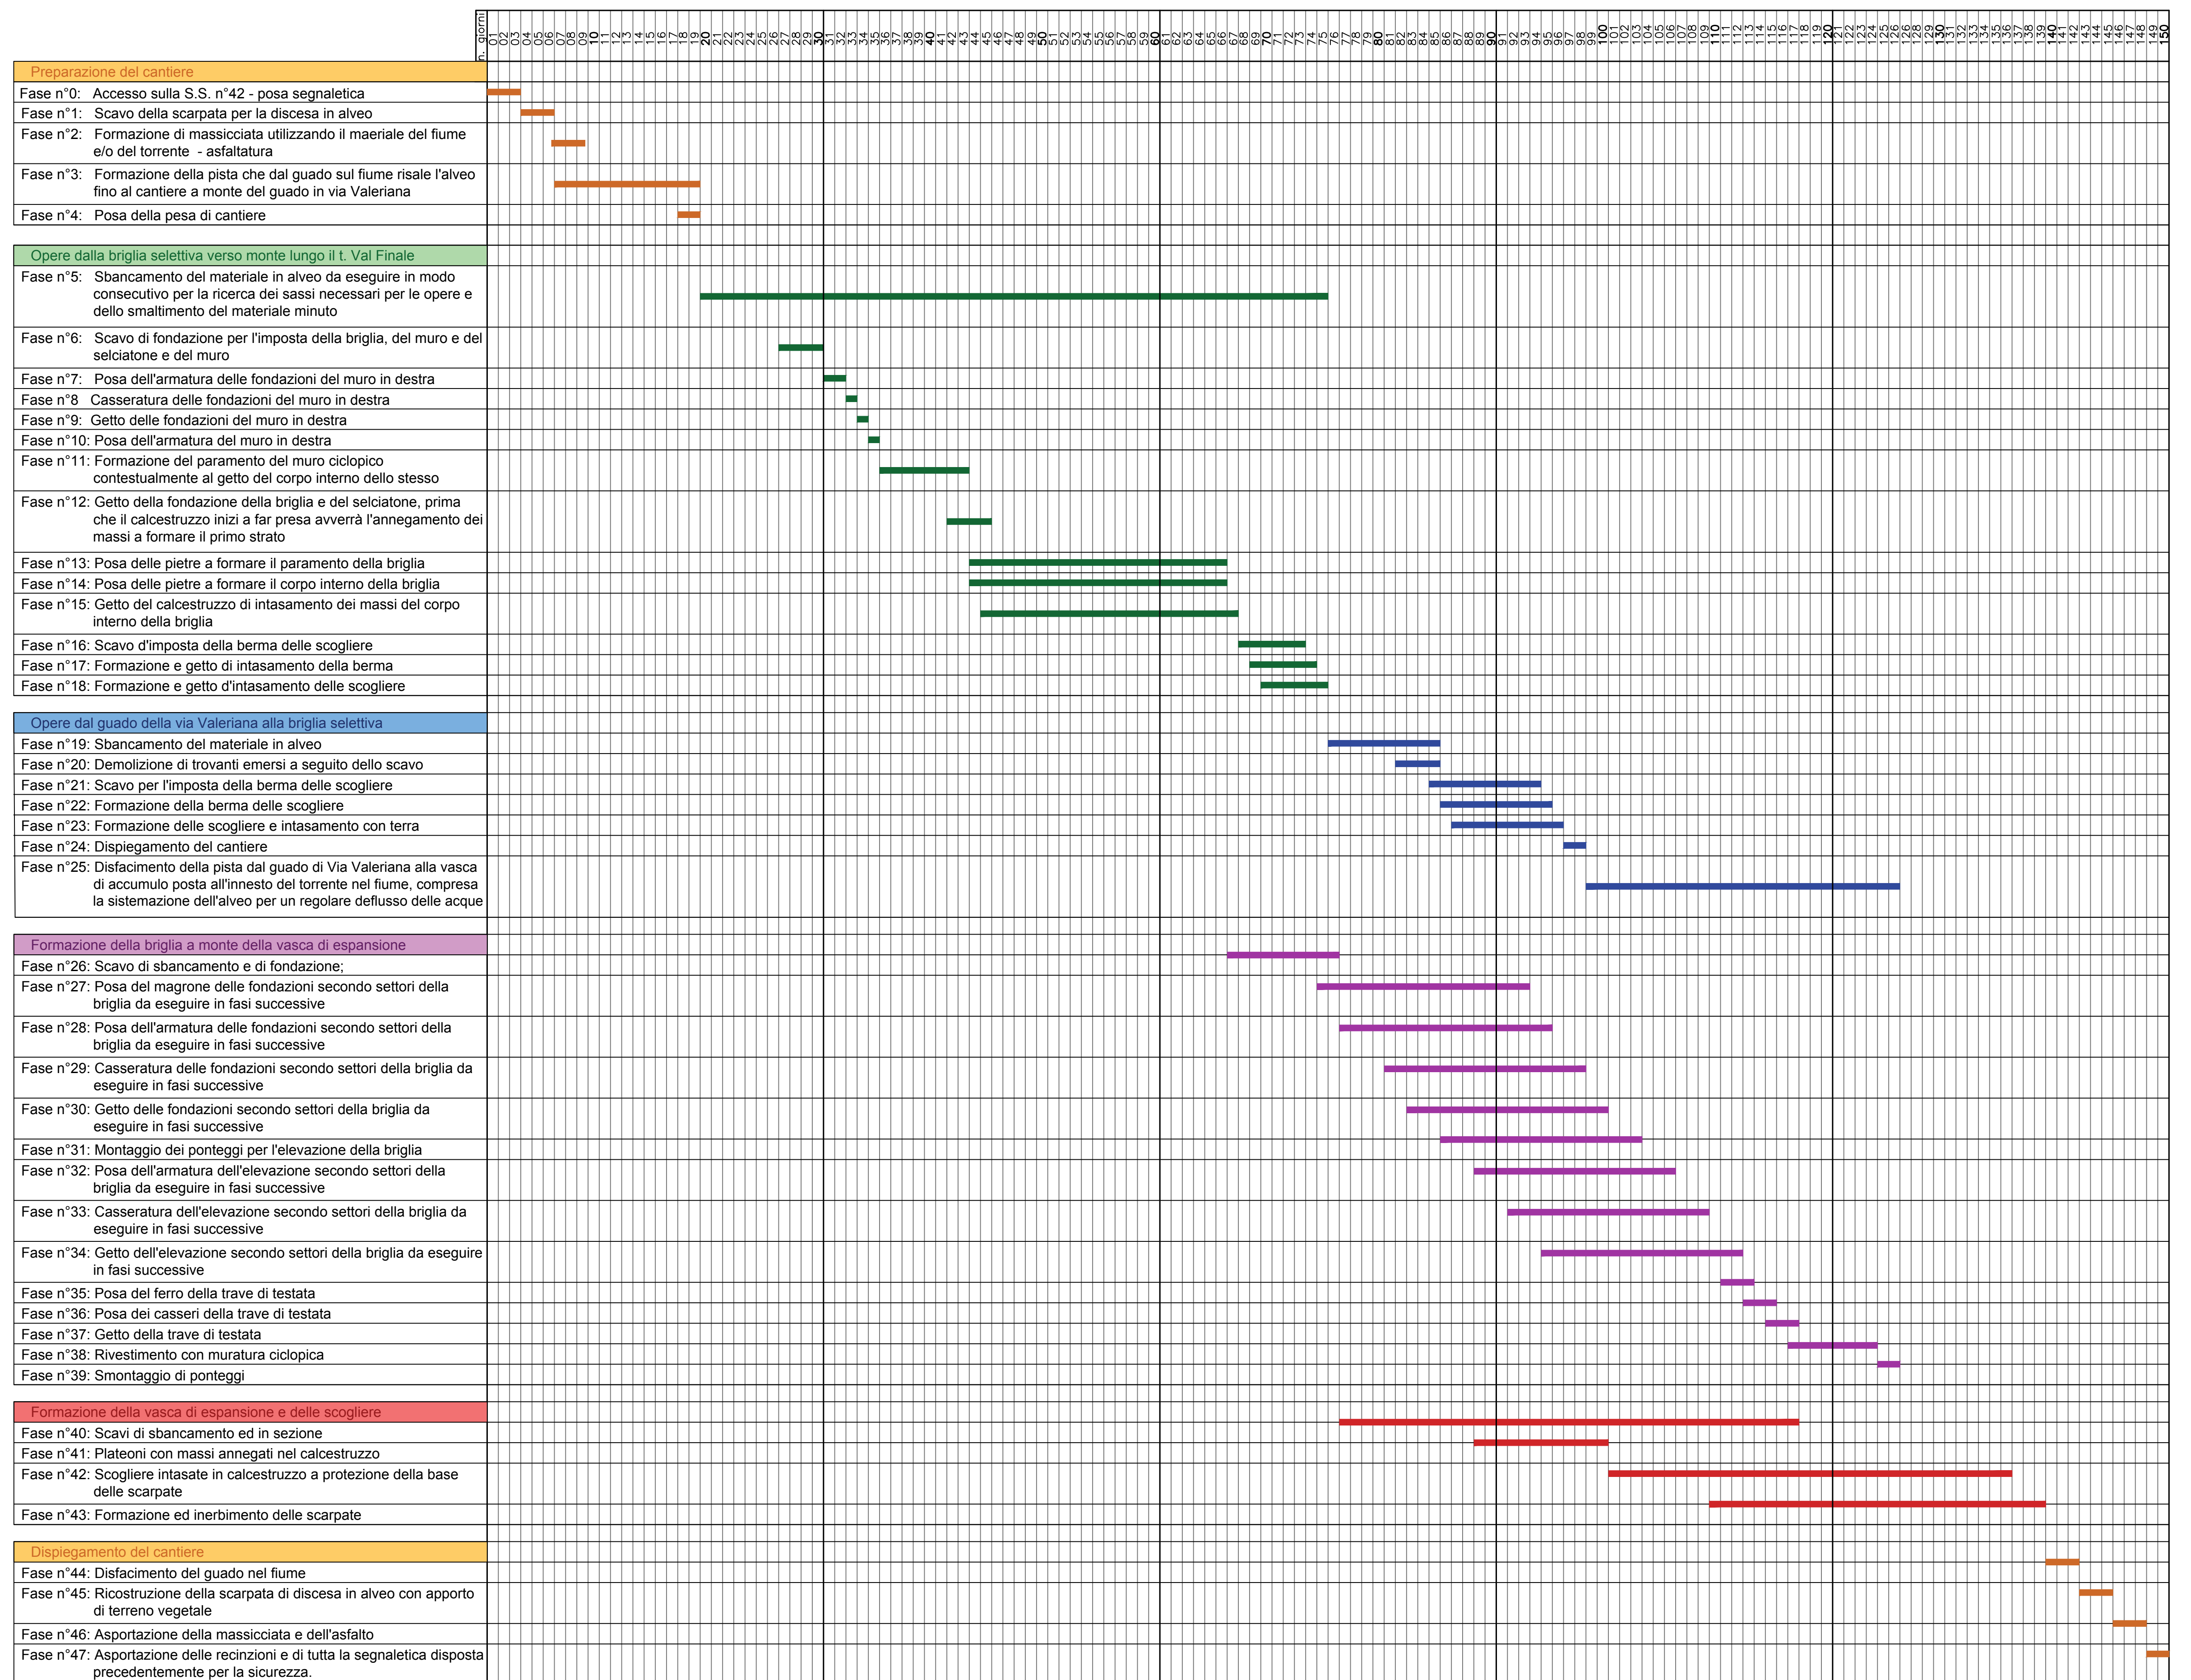 n. giorni 01 02 03 04 05 06 07 08 09 10 11 12 13 14 15 16 17 18 19 20 21 22 23 24 25 26 27 28 29 30 31 32 33 34 35 36 37 38 39 40 41 42 43 44 45 46 47 48 49 50 51 52 53 54 55 56 57 58 59 60 61 62 63 64 65 66 67 68 69 70 71 72 73 74 75 76 77 78 79 80 81 82 83 84 85 86 87 88 89 90 91 92 93 94 95 96 97 98 99 100 101 102 103 104 105 106 107 108 109 110 111 112 113 114 115 116 117 118 119 120 121 122 123 124 125 126 126 128 129 130 131 132 133 134 135 136 137 138 139 140 141 142 143 144 145 146 147 148 149 150
Preparazione del cantiere
Fase n°0: Accesso sulla S.S. n°42 - posa segnaletica
Fase n°1: Scavo della scarpata per la discesa in alveo
Fase n°2: Formazione di massicciata utilizzando il maeriale del fiume
e/o del torrente - asfaltatura
Fase n°3: Formazione della pista che dal guado sul fiume risale l'alveo
fino al cantiere a monte del guado in via Valeriana
Fase n°4: Posa della pesa di cantiere
Opere dalla briglia selettiva verso monte lungo il t. Val Finale
Fase n°5: Sbancamento del materiale in alveo da eseguire in modo
consecutivo per la ricerca dei sassi necessari per le opere e
dello smaltimento del materiale minuto
Fase n°6: Scavo di fondazione per l'imposta della briglia, del muro e del
selciatone e del muro
Fase n°7: Posa dell'armatura delle fondazioni del muro in destra
Fase n°8 Casseratura delle fondazioni del muro in destra
Fase n°9: Getto delle fondazioni del muro in destra
Fase n°10: Posa dell'armatura del muro in destra
Fase n°11: Formazione del paramento del muro ciclopico
contestualmente al getto del corpo interno dello stesso
Fase n°12: Getto della fondazione della briglia e del selciatone, prima
che il calcestruzzo inizi a far presa avverrà l'annegamento dei
massi a formare il primo strato
Fase n°13: Posa delle pietre a formare il paramento della briglia
Fase n°14: Posa delle pietre a formare il corpo interno della briglia
Fase n°15: Getto del calcestruzzo di intasamento dei massi del corpo
interno della briglia
Fase n°16: Scavo d'imposta della berma delle scogliere
Fase n°17: Formazione e getto di intasamento della berma
Fase n°18: Formazione e getto d'intasamento delle scogliere
Opere dal guado della via Valeriana alla briglia selettiva
Fase n°19: Sbancamento del materiale in alveo
Fase n°20: Demolizione di trovanti emersi a seguito dello scavo
Fase n°21: Scavo per l'imposta della berma delle scogliere
Fase n°22: Formazione della berma delle scogliere
Fase n°23: Formazione delle scogliere e intasamento con terra
Fase n°24: Dispiegamento del cantiere
Fase n°25: Disfacimento della pista dal guado di Via Valeriana alla vasca
di accumulo posta all'innesto del torrente nel fiume, compresa
la sistemazione dell'alveo per un regolare deflusso delle acque
Formazione della briglia a monte della vasca di espansione
Fase n°26: Scavo di sbancamento e di fondazione;
Fase n°27: Posa del magrone delle fondazioni secondo settori della
briglia da eseguire in fasi successive
Fase n°28: Posa dell'armatura delle fondazioni secondo settori della
briglia da eseguire in fasi successive
Fase n°29: Casseratura delle fondazioni secondo settori della briglia da
eseguire in fasi successive
Fase n°30: Getto delle fondazioni secondo settori della briglia da
eseguire in fasi successive
Fase n°31: Montaggio dei ponteggi per l'elevazione della briglia
Fase n°32: Posa dell'armatura dell'elevazione secondo settori della
briglia da eseguire in fasi successive
Fase n°33: Casseratura dell'elevazione secondo settori della briglia da
eseguire in fasi successive
Fase n°34: Getto dell'elevazione secondo settori della briglia da eseguire
in fasi successive
Fase n°35: Posa del ferro della trave di testata
Fase n°36: Posa dei casseri della trave di testata
Fase n°37: Getto della trave di testata
Fase n°38: Rivestimento con muratura ciclopica
Fase n°39: Smontaggio di ponteggi
Formazione della vasca di espansione e delle scogliere
Fase n°40: Scavi di sbancamento ed in sezione
Fase n°41: Plateoni con massi annegati nel calcestruzzo
Fase n°42: Scogliere intasate in calcestruzzo a protezione della base
delle scarpate
Fase n°43: Formazione ed inerbimento delle scarpate
Dispiegamento del cantiere
Fase n°44: Disfacimento del guado nel fiume
Fase n°45: Ricostruzione della scarpata di discesa in alveo con apporto
di terreno vegetale
Fase n°46: Asportazione della massicciata e dell'asfalto
Fase n°47: Asportazione delle recinzioni e di tutta la segnaletica disposta
precedentemente per la sicurezza.